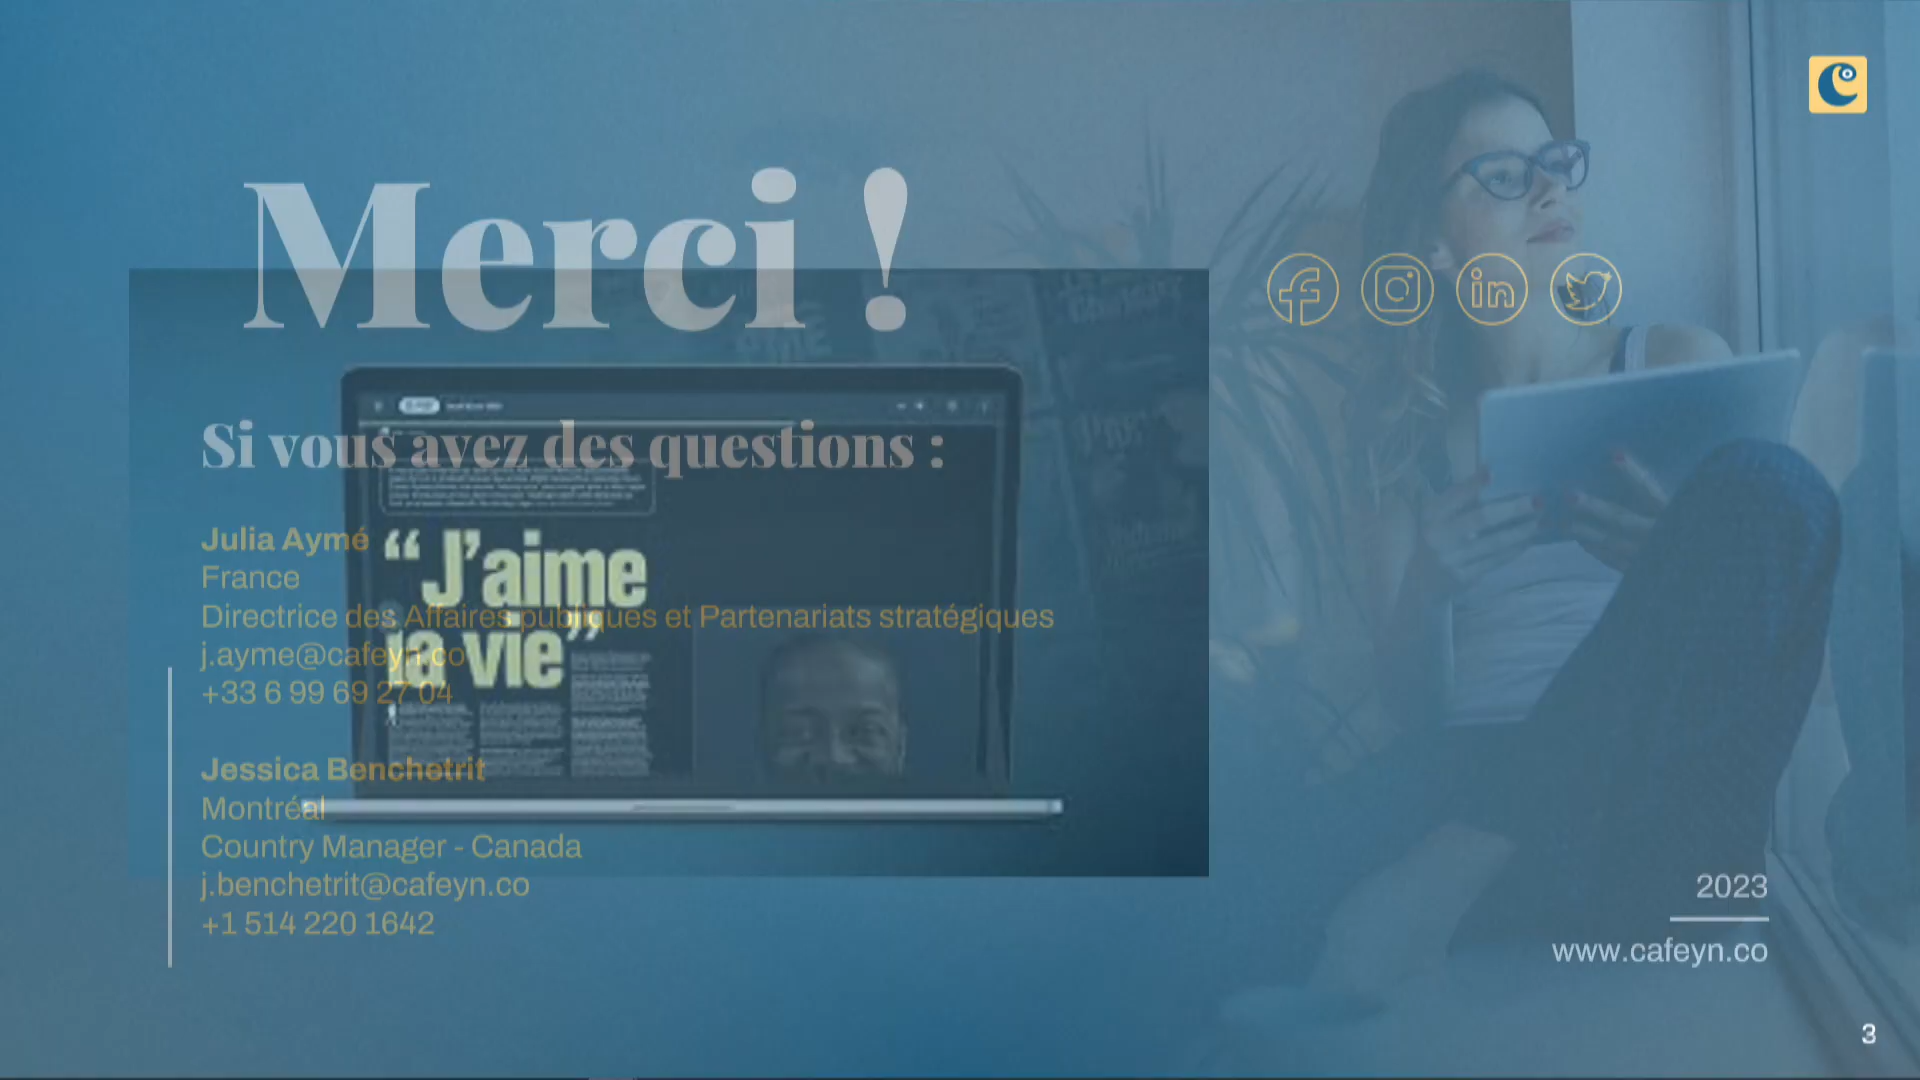 Merci !
Si vous avez des questions :
Julia Aymé
France
Directrice des Affaires publiques et Partenariats stratégiques
j.ayme@cafeyn.co
+33 6 99 69 27 04
Jessica Benchetrit
Montréal
Country Manager - Canada
j.benchetrit@cafeyn.co
+1 514 220 1642
“J’aime
la vie”
2023
www.cafeyn.co
3